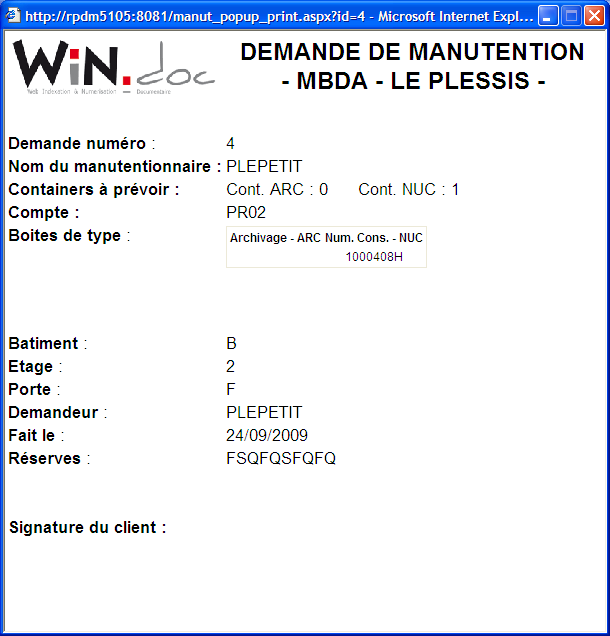 http://rpdm5105:8081/manut_popup_print.aspx?id=4 - Microsoft Internet Expl...
WiN.doc
Web Indexation & Numerisation - Documentaire
DEMANDE DE MANUTENTION
- MBDA - LE PLESSIS -
Demande numéro : 4
Nom du manutentionnaire : PLEPETIT
Containers à prévoir : Cont. ARC : 0 Cont. NUC : 1
Compte : PR02
Boites de type :
Archivage - ARC Num. Cons. - NUC
1000408H
Batiment : B
Etage : 2
Porte : F
Demandeur : PLEPETIT
Fait le : 24/09/2009
Réserves : FSQFQSFQFQ
Signature du client :